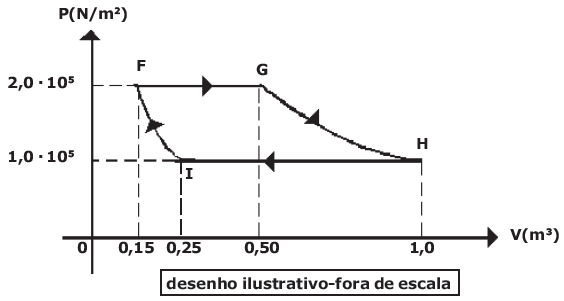 P(N/m²)
F
G
2,0 · 10⁵
H
1,0 · 10⁵
I
0 0,15 0,25 0,50 1,0 V(m³)
desenho ilustrativo-fora de escala